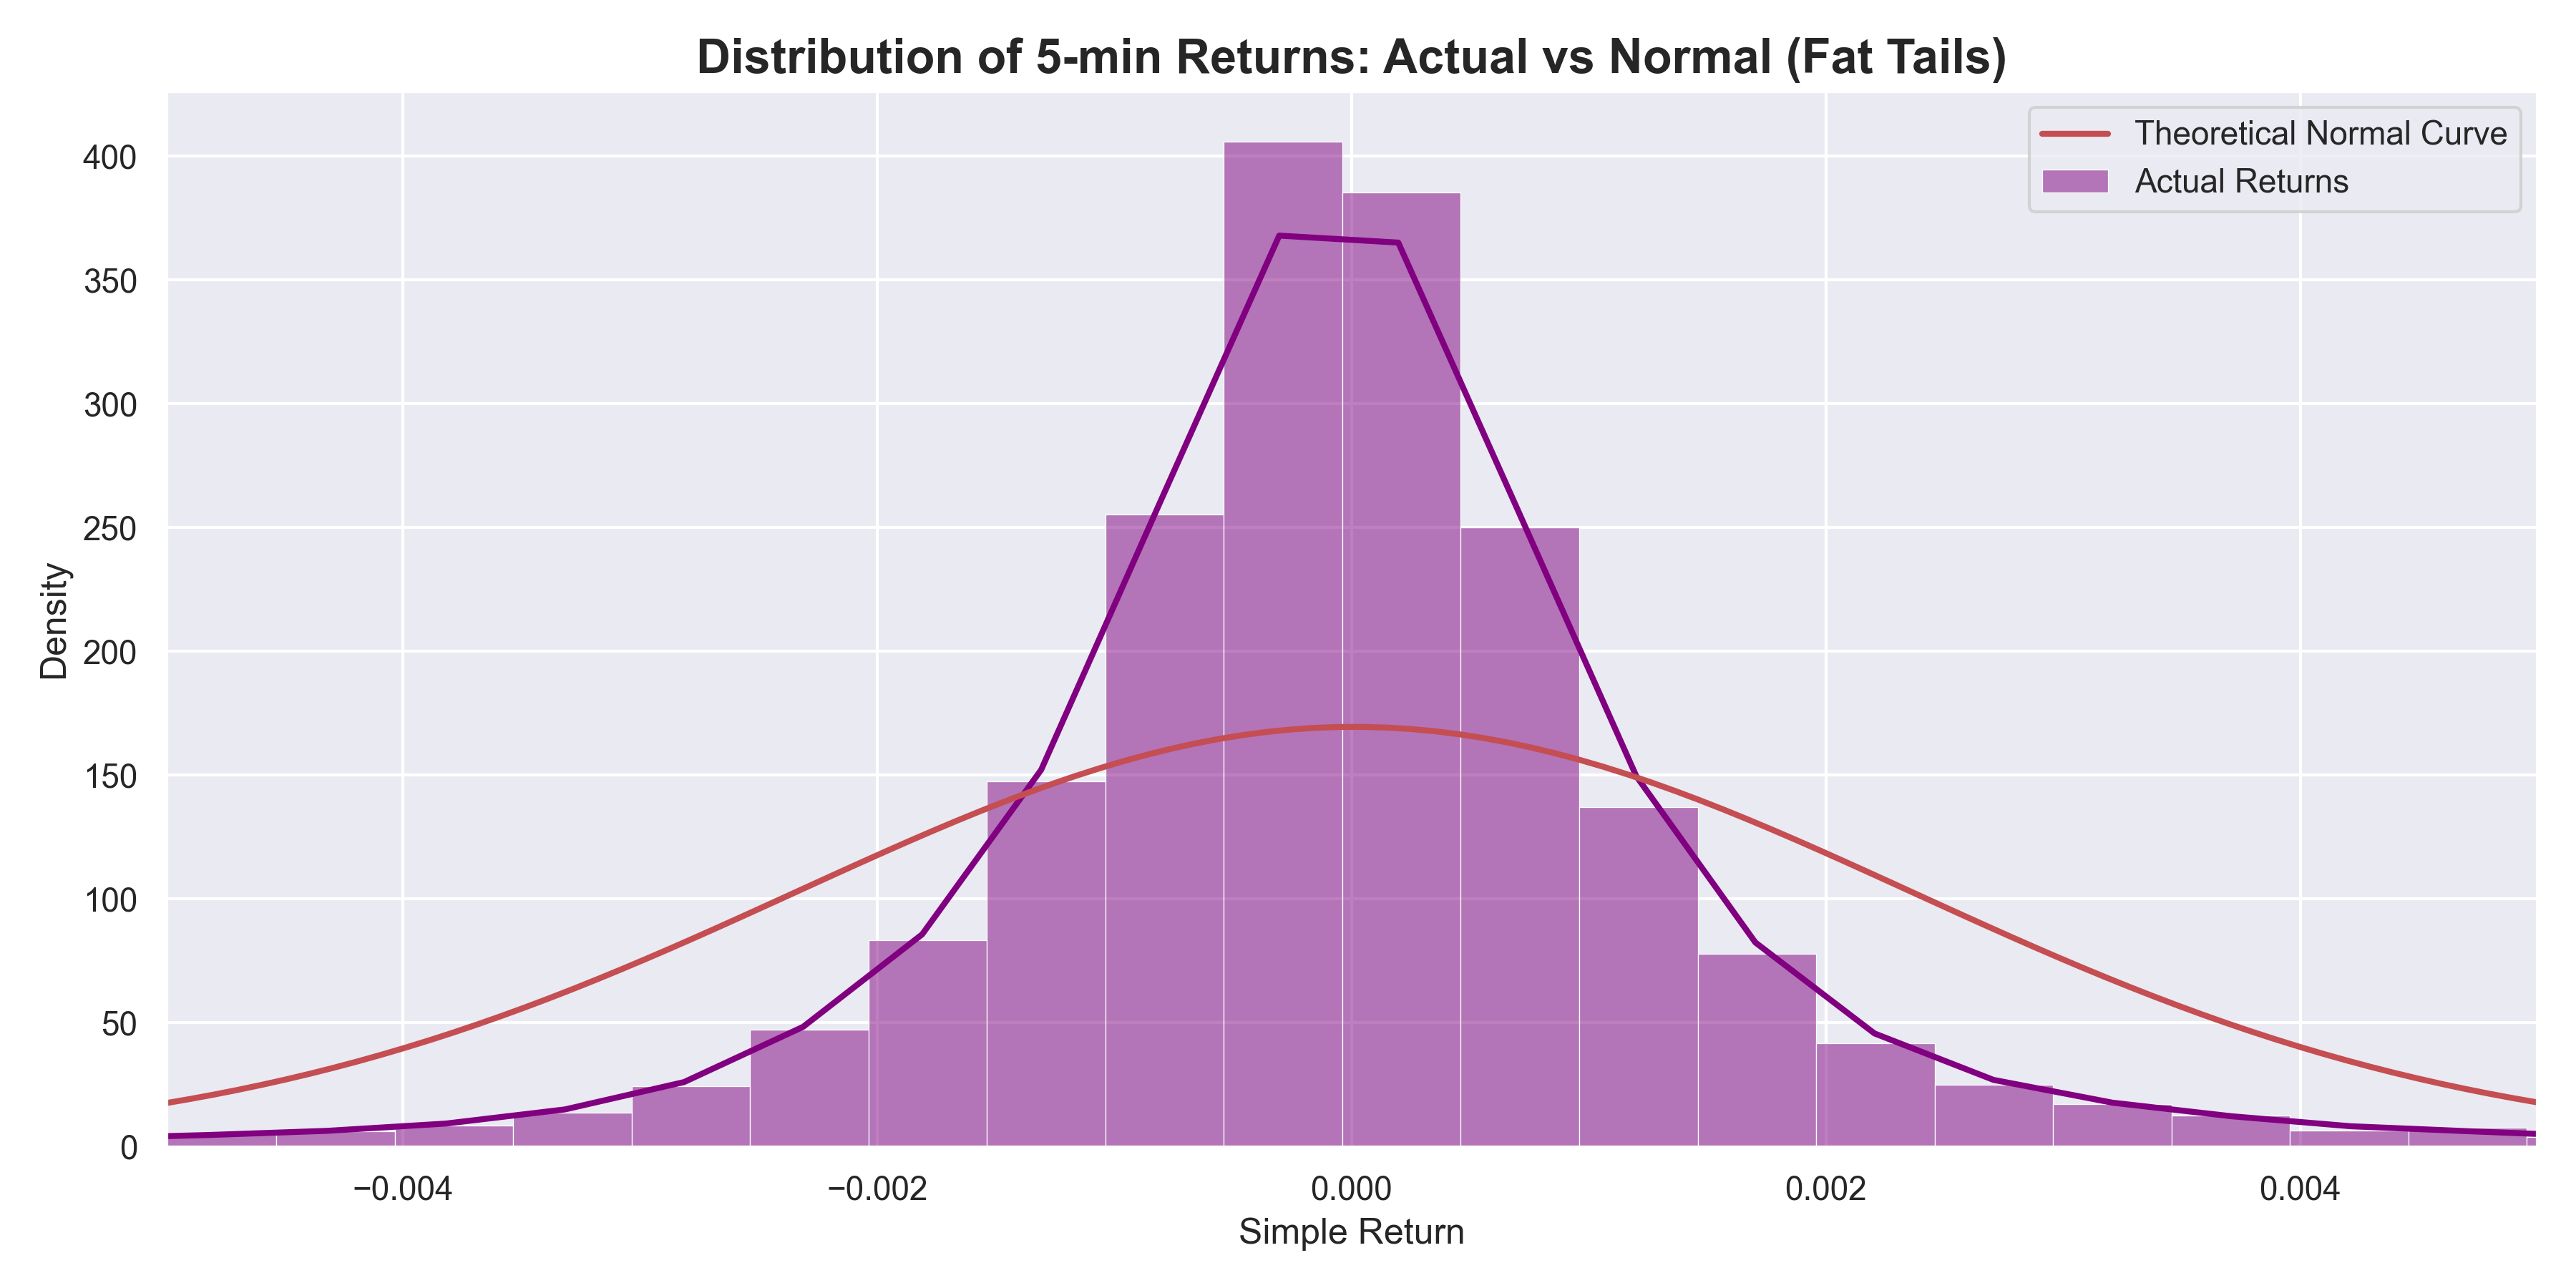 Distribution of 5-min Returns: Actual vs Normal (Fat Tails)
Theoretical Normal Curve
Actual Returns
400
350
300
250
200
150
100
50
0
Density
−0.004
−0.002
0.000
0.002
0.004
Simple Return